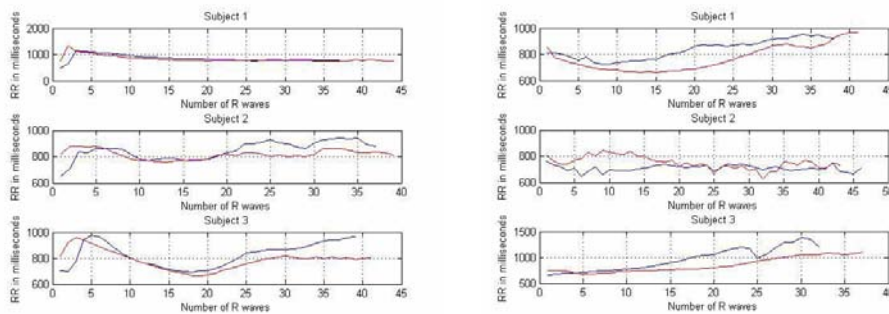 Subject 1
RR in milliseconds
2000
1000
0
0 5 10 15 20 25 30 35 40 45
Number of R waves
Subject 2
RR in milliseconds
1000
800
600
0 5 10 15 20 25 30 35 40
Number of R waves
Subject 3
RR in milliseconds
1000
800
600
0 5 10 15 20 25 30 35 40 45
Number of R waves
Subject 1
RR in milliseconds
1000
800
600
0 5 10 15 20 25 30 35 40 45
Number of R waves
Subject 2
RR in milliseconds
1000
800
600
0 5 10 15 20 25 30 35 40 45 50
Number of R waves
Subject 3
RR in milliseconds
1500
1000
500
0 5 10 15 20 25 30 35 40
Number of R waves